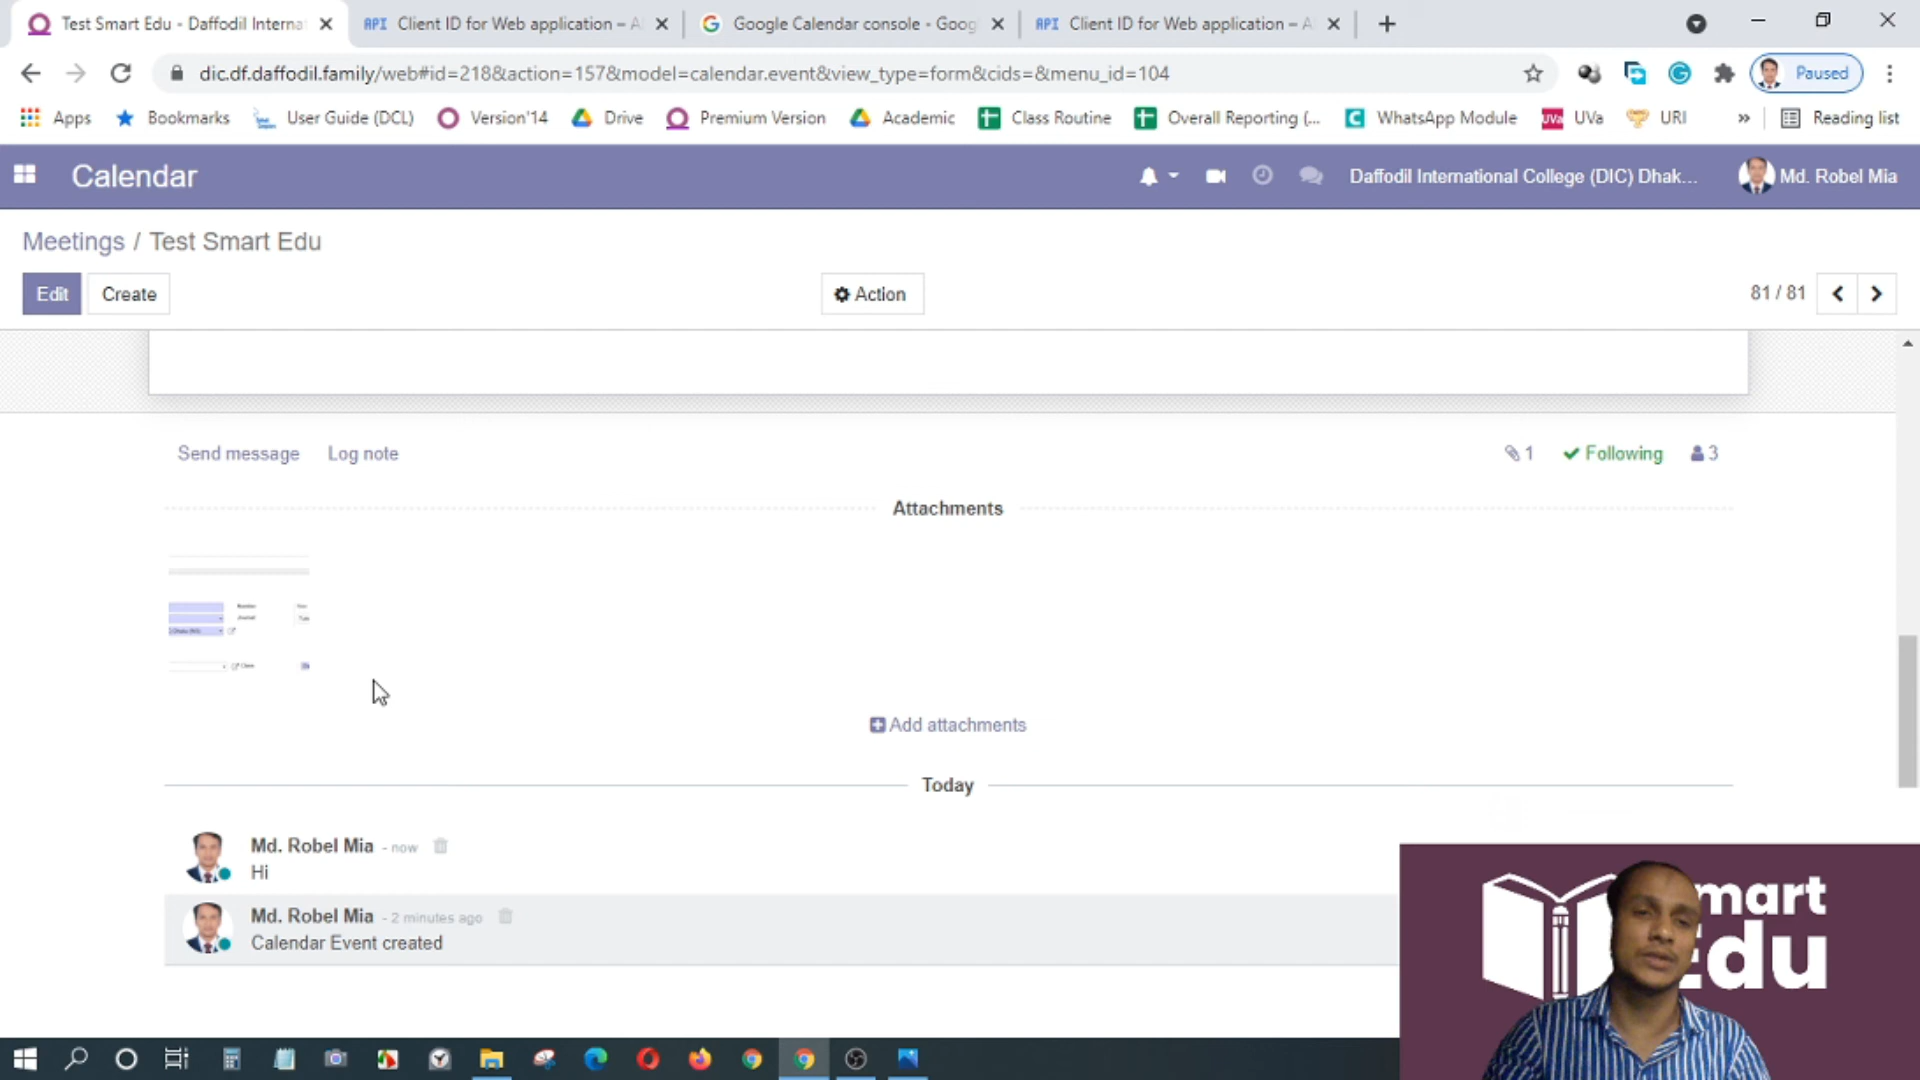 Test Smart Edu - Daffodil Interna
API Client ID for Web application – A
Google Calendar console - Goog
API Client ID for Web application – A
dic.df.daffodil.family/web#id=218&action=157&model=calendar.event&view_type=form&cids=&menu_id=104
Paused
Apps
Bookmarks
User Guide (DCL)
Version'14
Drive
Premium Version
Academic
Class Routine
Overall Reporting (...
WhatsApp Module
UVa UVa
URI
»
Reading list
Calendar
Daffodil International College (DIC) Dhak...
Md. Robel Mia
Meetings / Test Smart Edu
Edit
Create
Action
81 / 81
Send message
Log note
1
Following
3
Attachments
Add attachments
Today
Md. Robel Mia - now
Hi
Md. Robel Mia - 2 minutes ago
Calendar Event created
mart
Edu